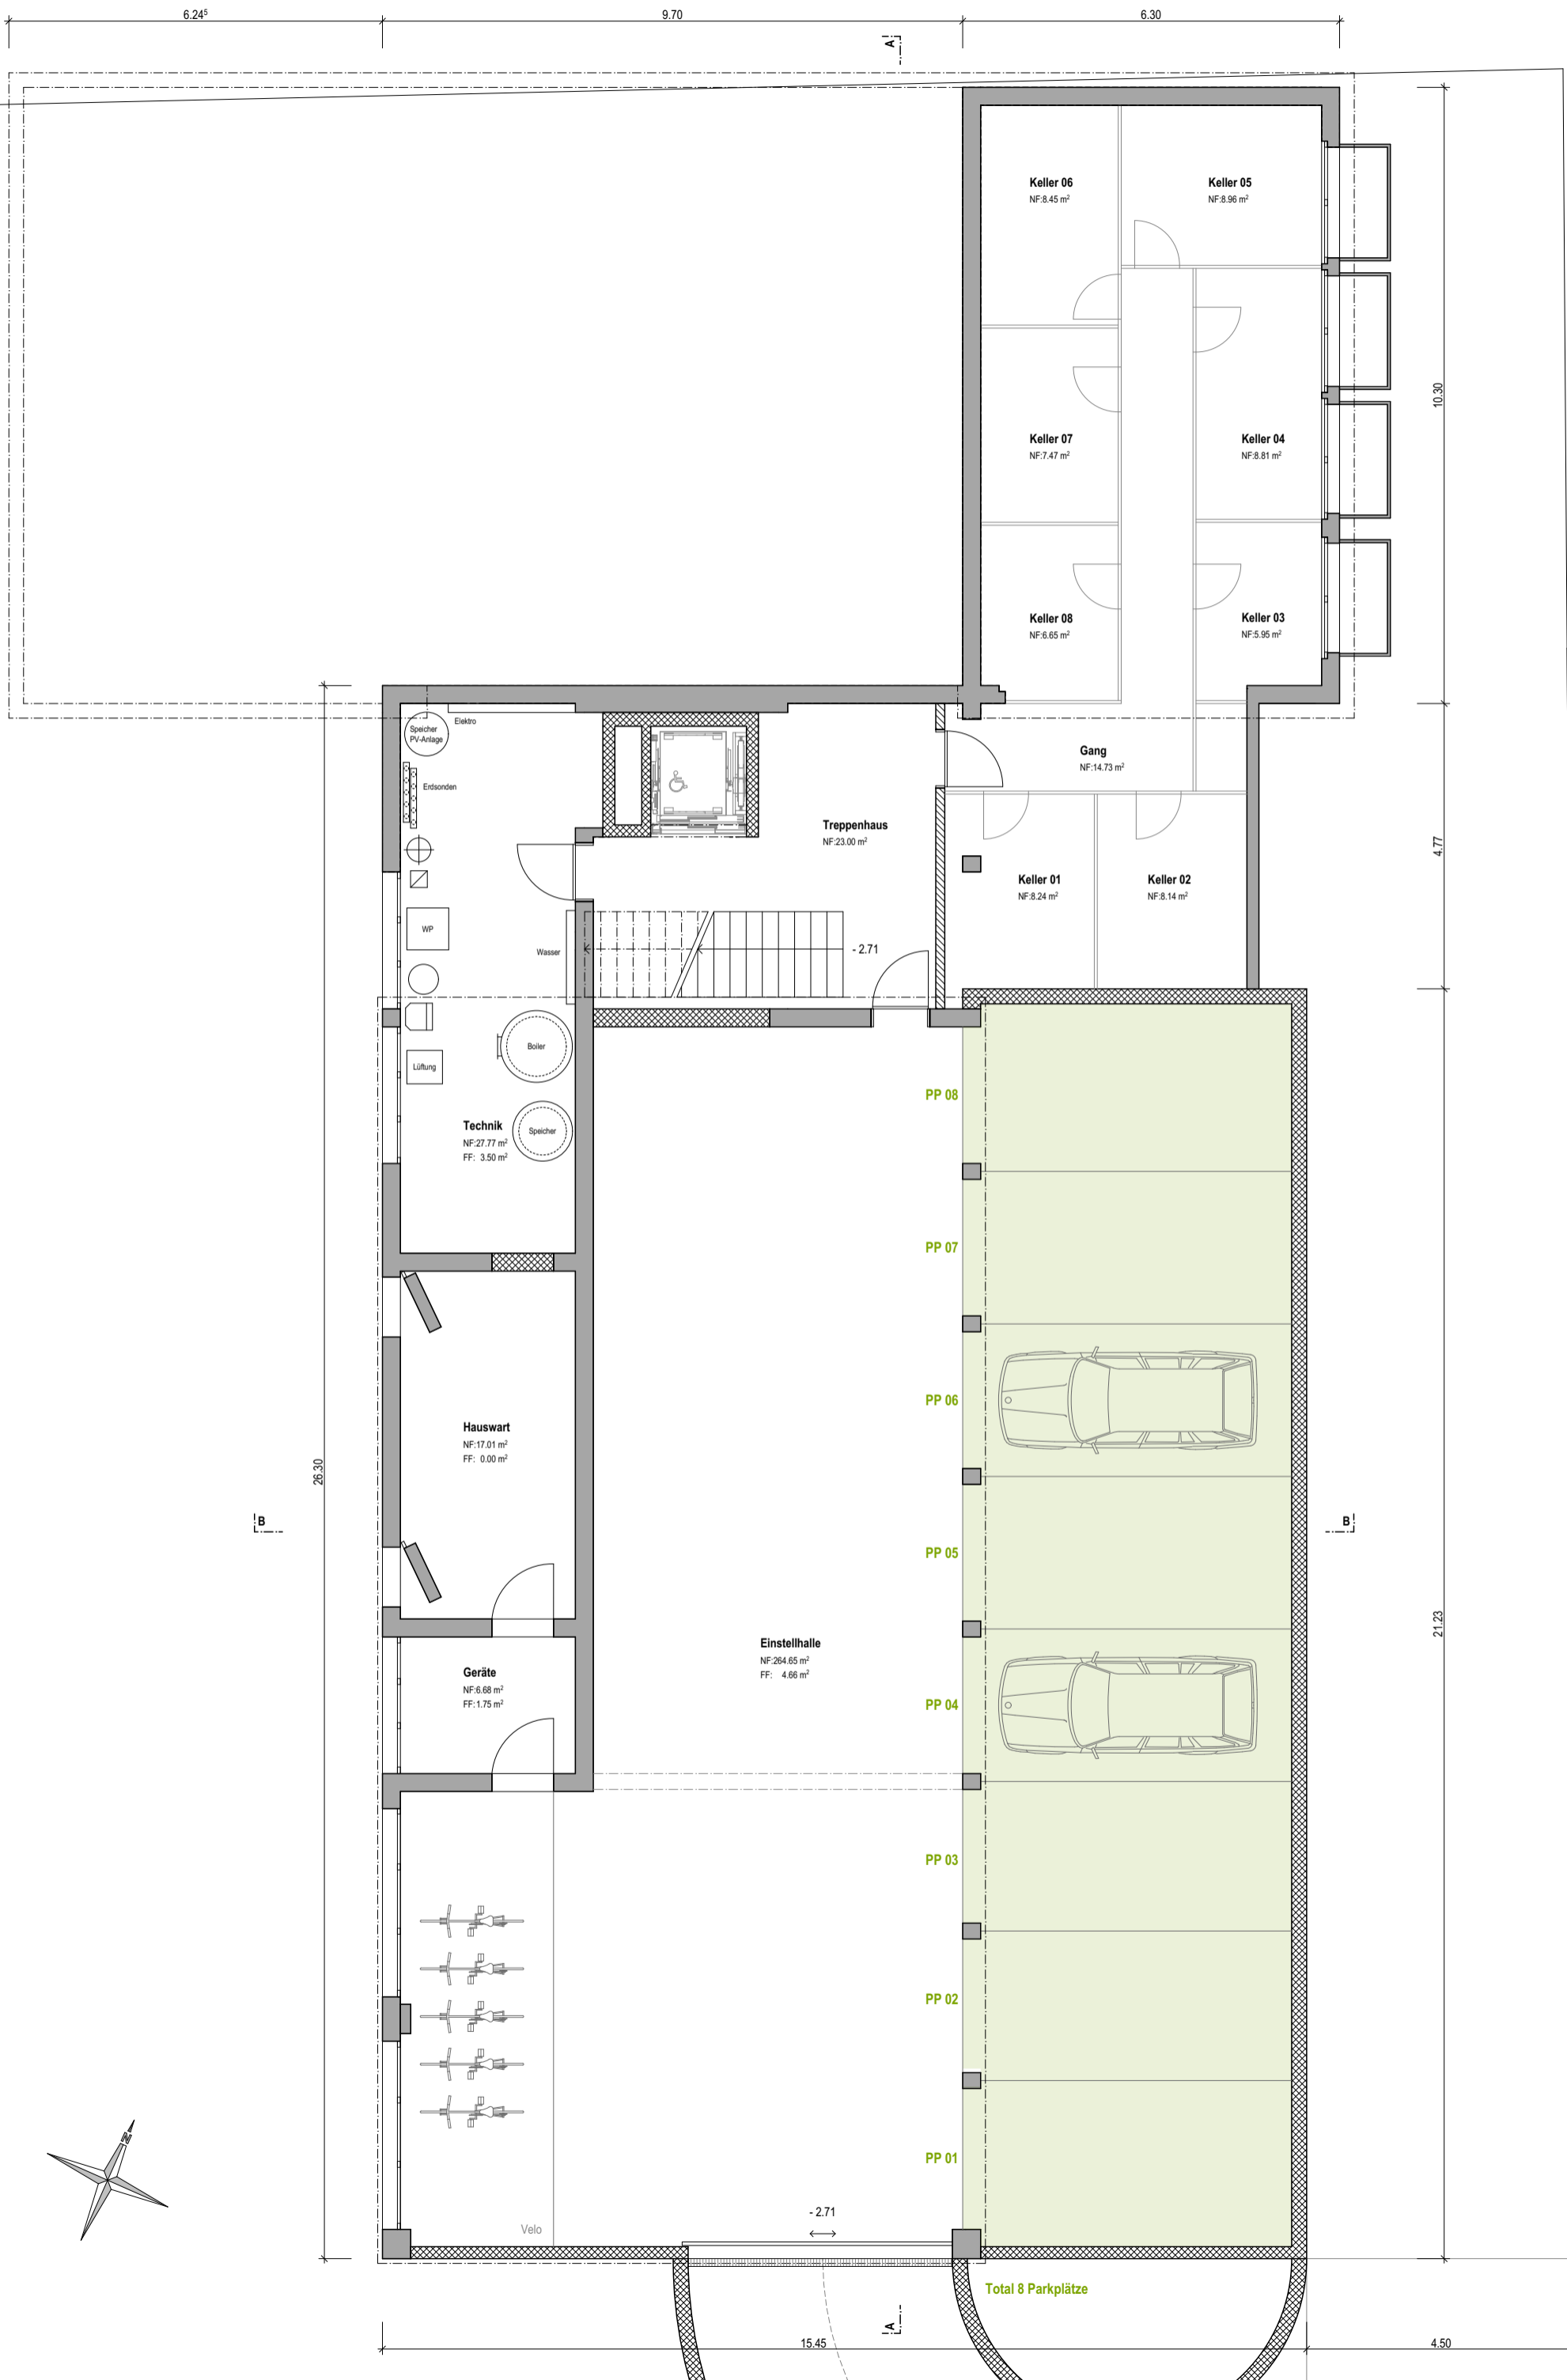 6.24⁵
9.70
6.30
A
Keller 06
NF:8.45 m²
Keller 05
NF:8.96 m²
10.30
Keller 07
NF:7.47 m²
Keller 04
NF:8.81 m²
Keller 08
NF:6.65 m²
Keller 03
NF:5.95 m²
Elektro
Speicher
PV-Anlage
Erdsonden
Gang
NF:14.73 m²
Treppenhaus
NF:23.00 m²
4.77
Keller 01
NF:8.24 m²
Keller 02
NF:8.14 m²
WP
Wasser
- 2.71
Boiler
Lüftung
Technik
NF:27.77 m²
FF: 3.50 m²
Speicher
PP 08
PP 07
PP 06
Hauswart
NF:17.01 m²
FF: 0.00 m²
26.30
B
B
PP 05
21.23
Einstellhalle
NF:264.65 m²
FF: 4.66 m²
Geräte
NF:6.68 m²
FF:1.75 m²
PP 04
PP 03
PP 02
N
PP 01
- 2.71
Velo
Total 8 Parkplätze
A
15.45
4.50